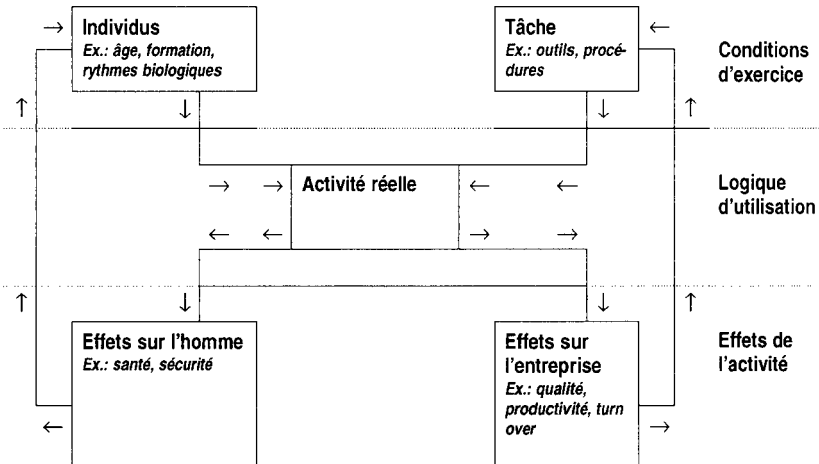 Individus
Ex.: âge, formation,
rythmes biologiques
Tâche
Ex.: outils, procé-
dures
Conditions
d'exercice
Activité réelle
Logique
d'utilisation
Effets sur l'homme
Ex.: santé, sécurité
Effets sur
l'entreprise
Ex.: qualité,
productivité, turn
over
Effets de
l'activité